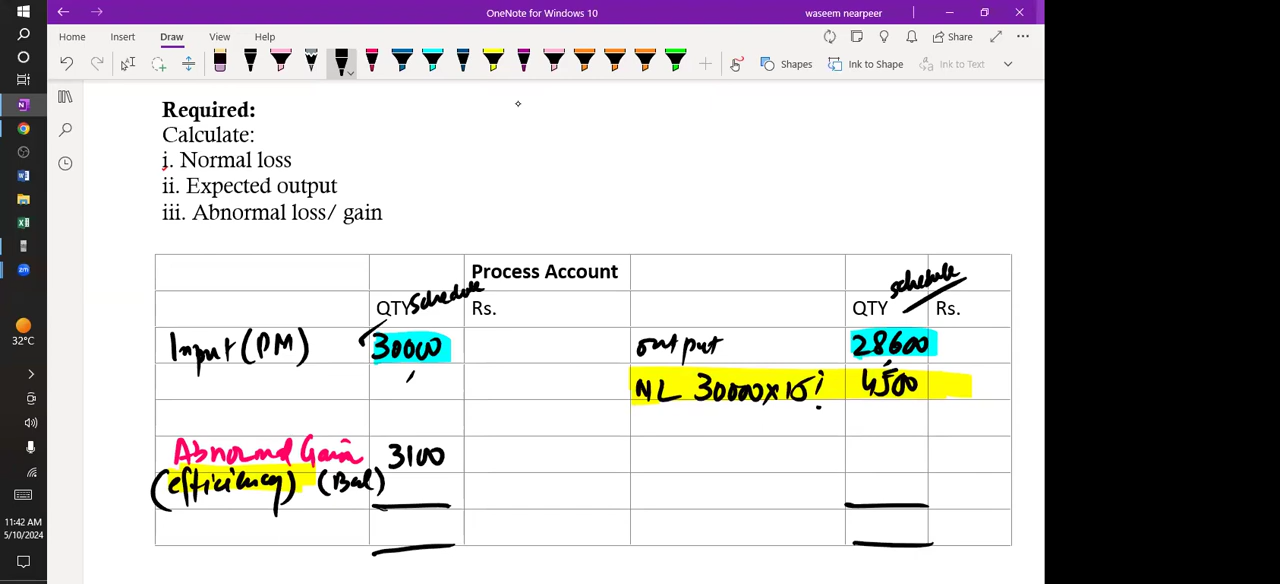 OneNote for Windows 10
waseem nearpeer
Home Insert Draw View Help
Share
Shapes Ink to Shape Ink to Text
Required:
Calculate:
i. Normal loss
ii. Expected output
iii. Abnormal loss/ gain
Process Account
QTY schedule Rs. QTY schedule Rs.
Input (DM) 30000 output 28600
NL 30000x15% 4500
Abnormal Gain 3100
(efficiency) (Bal)
32°C
11:42 AM
5/10/2024